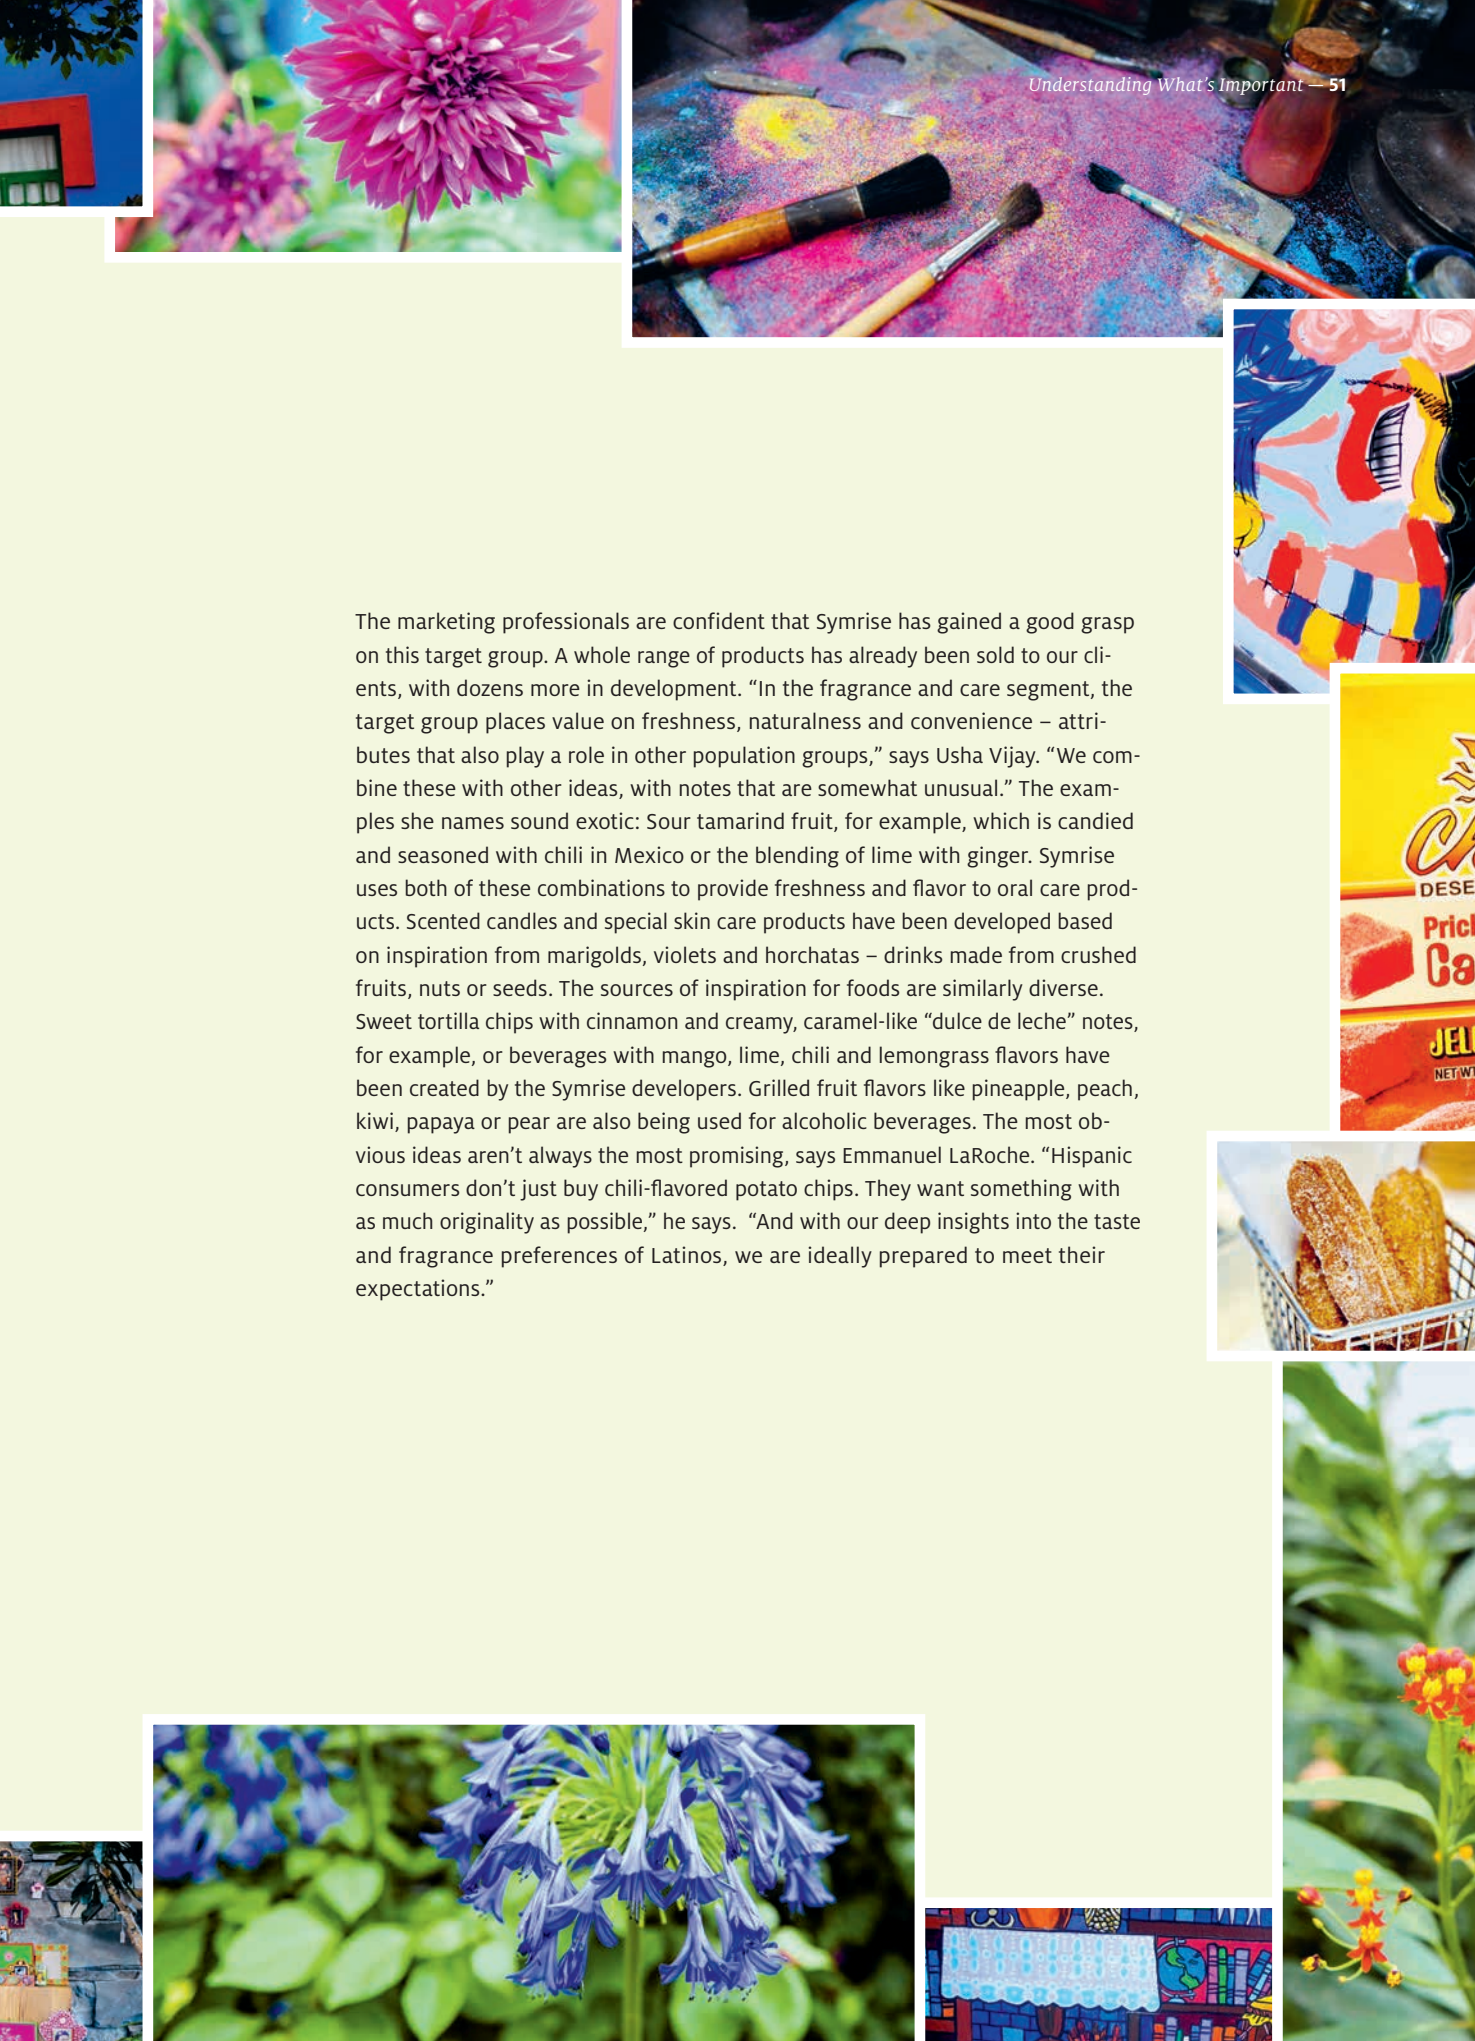 Understanding What's Important — 51
The marketing professionals are confident that Symrise has gained a good grasp
on this target group. A whole range of products has already been sold to our cli-
ents, with dozens more in development. “In the fragrance and care segment, the
target group places value on freshness, naturalness and convenience – attri-
butes that also play a role in other population groups,” says Usha Vijay. “We com-
bine these with other ideas, with notes that are somewhat unusual.” The exam-
ples she names sound exotic: Sour tamarind fruit, for example, which is candied
and seasoned with chili in Mexico or the blending of lime with ginger. Symrise
uses both of these combinations to provide freshness and flavor to oral care prod-
ucts. Scented candles and special skin care products have been developed based
on inspiration from marigolds, violets and horchatas – drinks made from crushed
fruits, nuts or seeds. The sources of inspiration for foods are similarly diverse.
Sweet tortilla chips with cinnamon and creamy, caramel-like “dulce de leche” notes,
for example, or beverages with mango, lime, chili and lemongrass flavors have
been created by the Symrise developers. Grilled fruit flavors like pineapple, peach,
kiwi, papaya or pear are also being used for alcoholic beverages. The most ob-
vious ideas aren’t always the most promising, says Emmanuel LaRoche. “Hispanic
consumers don’t just buy chili-flavored potato chips. They want something with
as much originality as possible,” he says.  “And with our deep insights into the taste
and fragrance preferences of Latinos, we are ideally prepared to meet their
expectations.”
DESE
Pric
Ca
JEL
NET WT